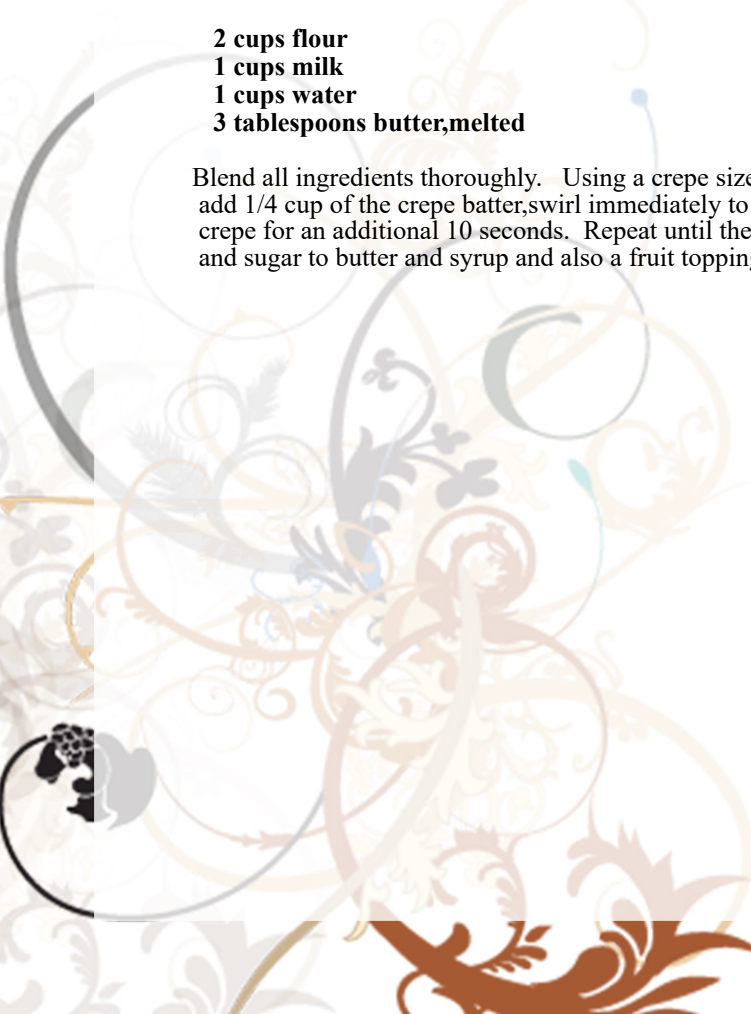 2 cups flour
1 cups milk
1 cups water
3 tablespoons butter,melted
Blend all ingredients thoroughly. Using a crepe size
add 1/4 cup of the crepe batter,swirl immediately to
crepe for an additional 10 seconds. Repeat until the
and sugar to butter and syrup and also a fruit topping